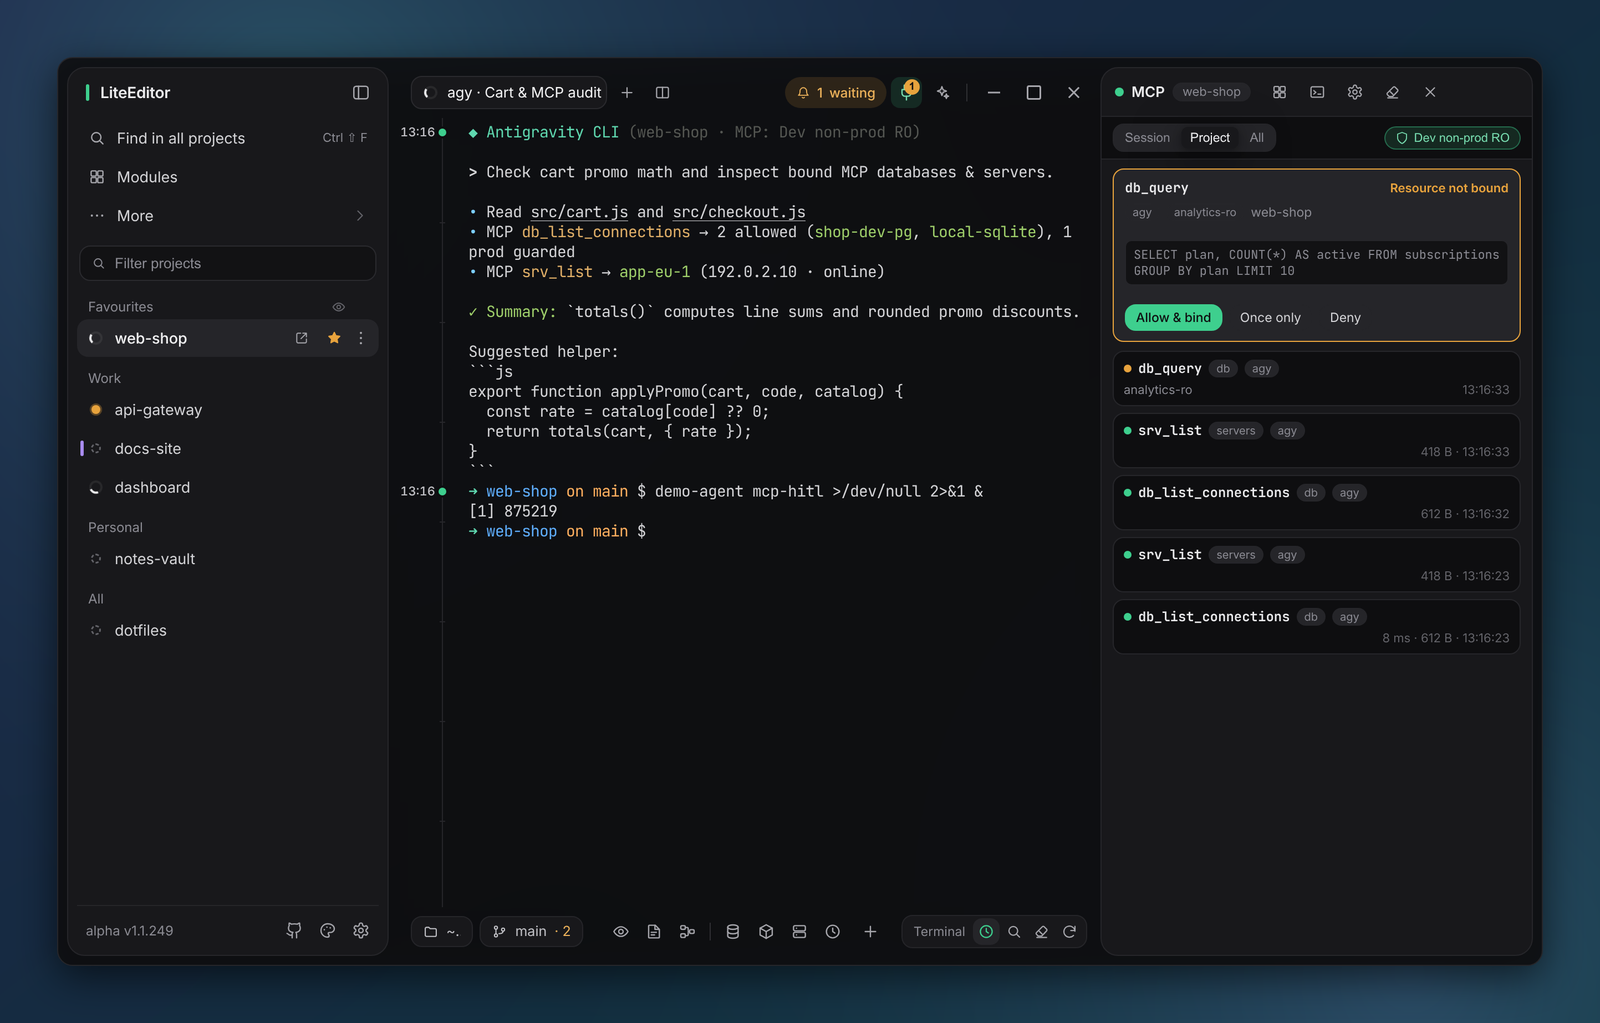 LiteEditor
Find in all projects Ctrl ⇧ F
Modules
More
Filter projects
Favourites
web-shop
Work
api-gateway
docs-site
dashboard
Personal
notes-vault
All
dotfiles
alpha v1.1.249
agy · Cart & MCP audit
1 waiting
1
13:16
◆ Antigravity CLI (web-shop · MCP: Dev non-prod RO)
> Check cart promo math and inspect bound MCP databases & servers.
• Read src/cart.js and src/checkout.js
• MCP db_list_connections → 2 allowed (shop-dev-pg, local-sqlite), 1
prod guarded
• MCP srv_list → app-eu-1 (192.0.2.10 · online)
✓ Summary: `totals()` computes line sums and rounded promo discounts.
Suggested helper:
```js
export function applyPromo(cart, code, catalog) {
  const rate = catalog[code] ?? 0;
  return totals(cart, { rate });
}
```
13:16
➜ web-shop on main $ demo-agent mcp-hitl >/dev/null 2>&1 &
[1] 875219
➜ web-shop on main $
~.
main · 2
Terminal
MCP web-shop
Session Project All
Dev non-prod RO
db_query Resource not bound
agy analytics-ro web-shop
SELECT plan, COUNT(*) AS active FROM subscriptions
GROUP BY plan LIMIT 10
Allow & bind Once only Deny
db_query db agy
analytics-ro 13:16:33
srv_list servers agy
418 B · 13:16:33
db_list_connections db agy
612 B · 13:16:32
srv_list servers agy
418 B · 13:16:23
db_list_connections db agy
8 ms · 612 B · 13:16:23